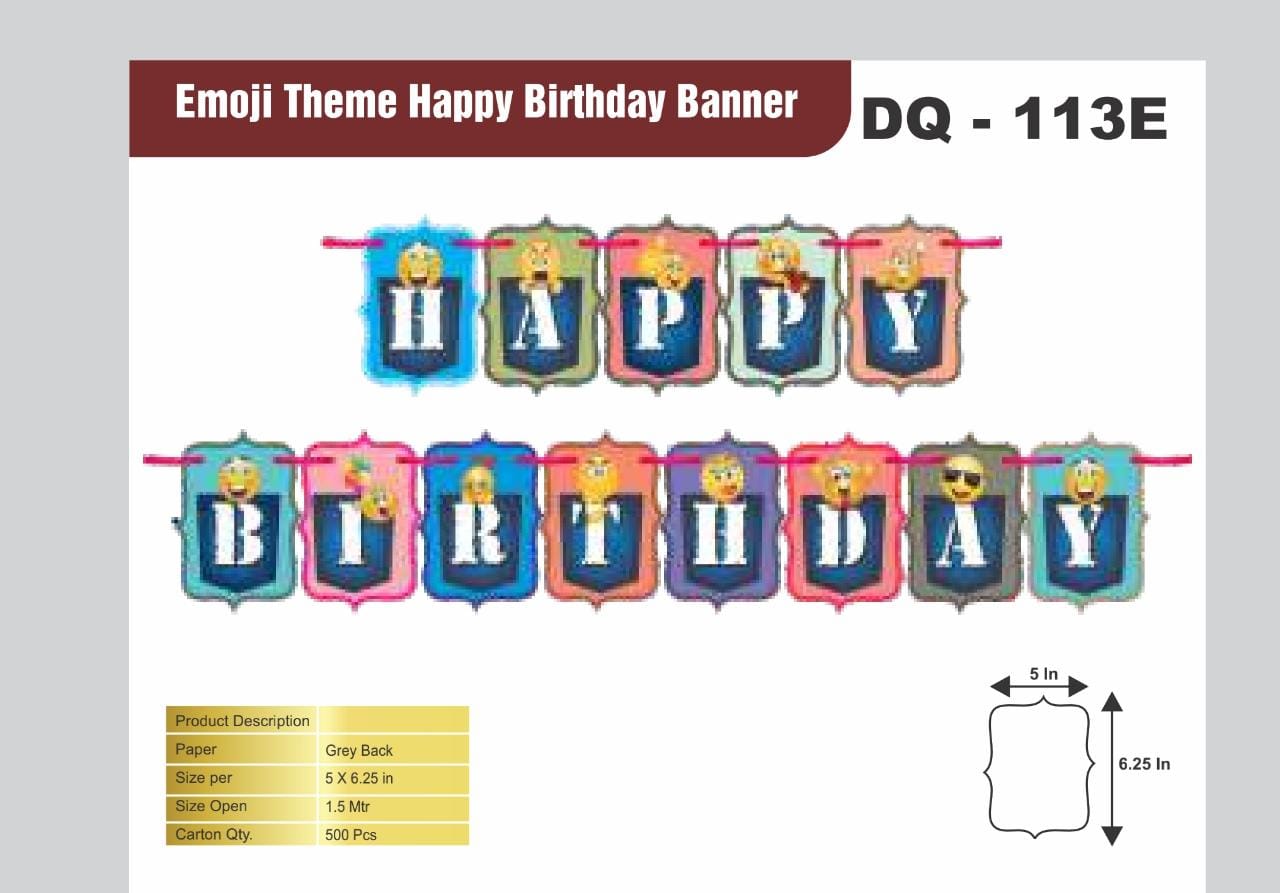 Emoji Theme Happy Birthday Banner
DQ - 113E
HAPPY
BIRTHDAY
5 In
6.25 In
Product Description
Paper Grey Back
Size per 5 X 6.25 in
Size Open 1.5 Mtr
Carton Qty. 500 Pcs